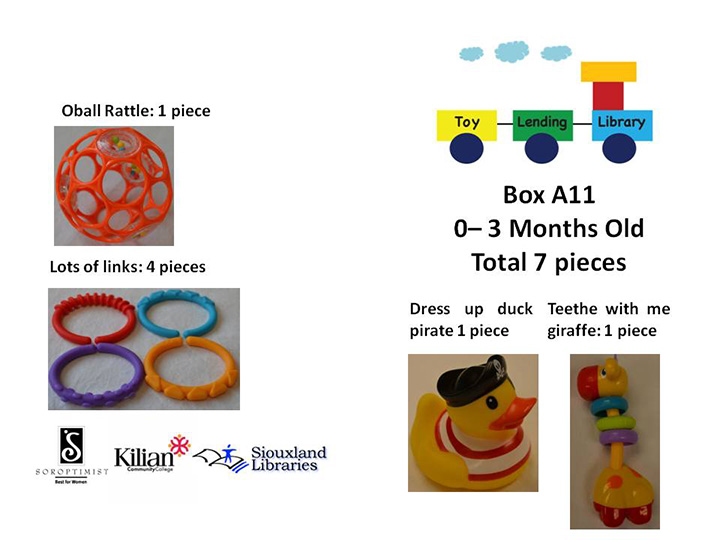 Oball Rattle: 1 piece
Lots of links: 4 pieces
SOROPTIMIST
Best for Women
Kilian
CommunityCollege
Siouxland
Libraries
Toy Lending Library
Box A11
0– 3 Months Old
Total 7 pieces
Dress up duck
pirate 1 piece
Teethe with me
giraffe: 1 piece